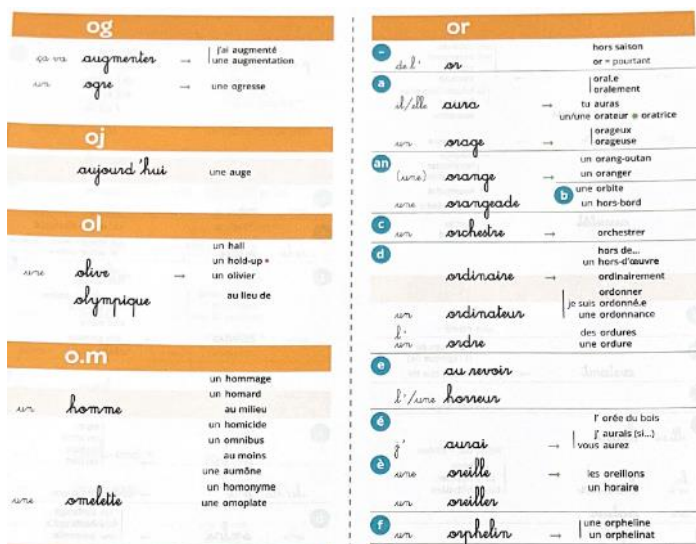 og
ça va augmenter → j'ai augmenté
une augmentation
un ogre → une ogresse
oj
aujourd'hui une auge
ol
un hall
un hold-up
une olive → un olivier
olympique au lieu de
o.m
un hommage
un homard
un homme au milieu
un homicide
un omnibus
au moins
une aumône
un homonyme
une omelette une omoplate
or
- hors saison
de l' or or = pourtant
a oral.e
oralement
il/elle aura → tu auras
un/une orateur oratrice
un orage → orageux
orageuse
an un orang-outan
(une) orange → un oranger
b une orbite
une orangeade un hors-bord
c un orchestre → orchestrer
d hors de...
un hors-d'œuvre
ordinaire → ordinairement
ordonner
un ordinateur je suis ordonné.e
une ordonnance
l' des ordures
un ordre une ordure
e au revoir
l'/une horreur
é l' orée du bois
j' aurai → j' aurais (si...)
vous aurez
è une oreille → les oreillons
un horaire
un oreiller
f un orphelin → une orpheline
un orphelinat